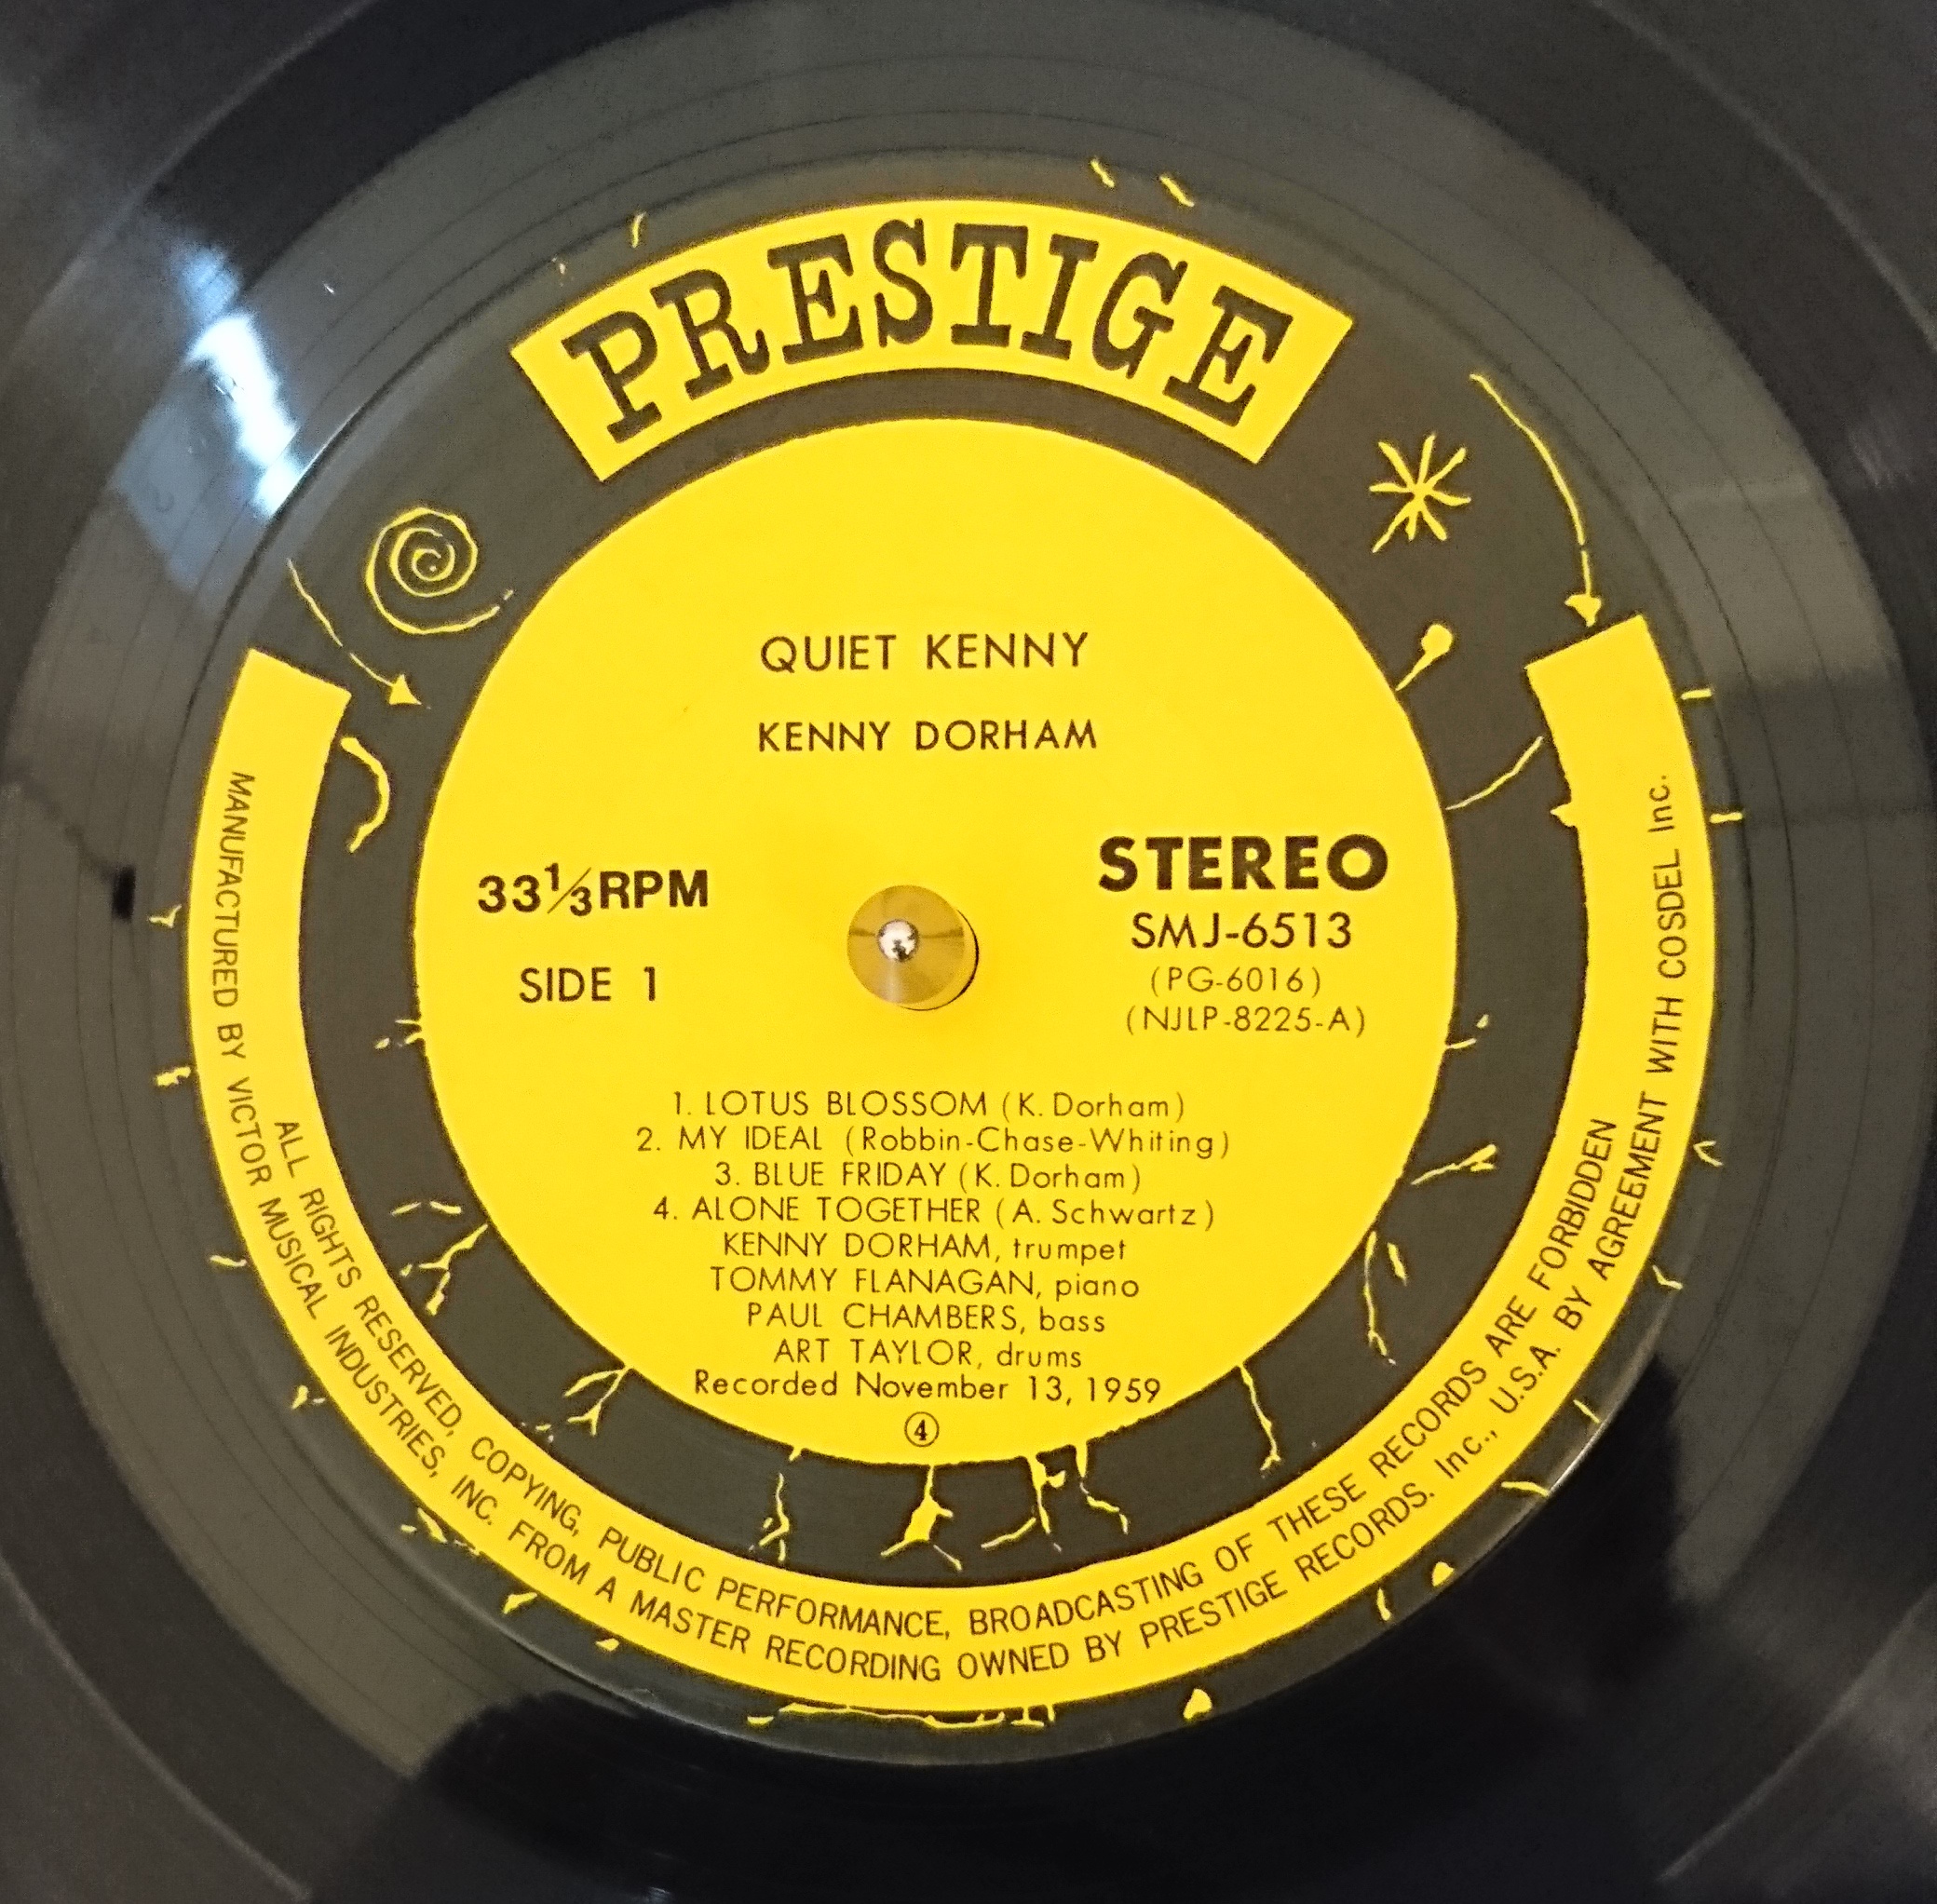 PRESTIGE
QUIET KENNY
KENNY DORHAM
33⅓RPM
SIDE 1
STEREO
SMJ-6513
(PG-6016)
(NJLP-8225-A)
1. LOTUS BLOSSOM (K. Dorham)
2. MY IDEAL (Robbin-Chase-Whiting)
3. BLUE FRIDAY (K. Dorham)
4. ALONE TOGETHER (A. Schwartz)
KENNY DORHAM, trumpet
TOMMY FLANAGAN, piano
PAUL CHAMBERS, bass
ART TAYLOR, drums
Recorded November 13, 1959
④
ALL RIGHTS RESERVED, COPYING, PUBLIC PERFORMANCE, BROADCASTING OF THESE RECORDS ARE FORBIDDEN
MANUFACTURED BY VICTOR MUSICAL INDUSTRIES, INC. FROM A MASTER RECORDING OWNED BY PRESTIGE RECORDS. Inc., U.S.A. BY AGREEMENT WITH COSDEL Inc.